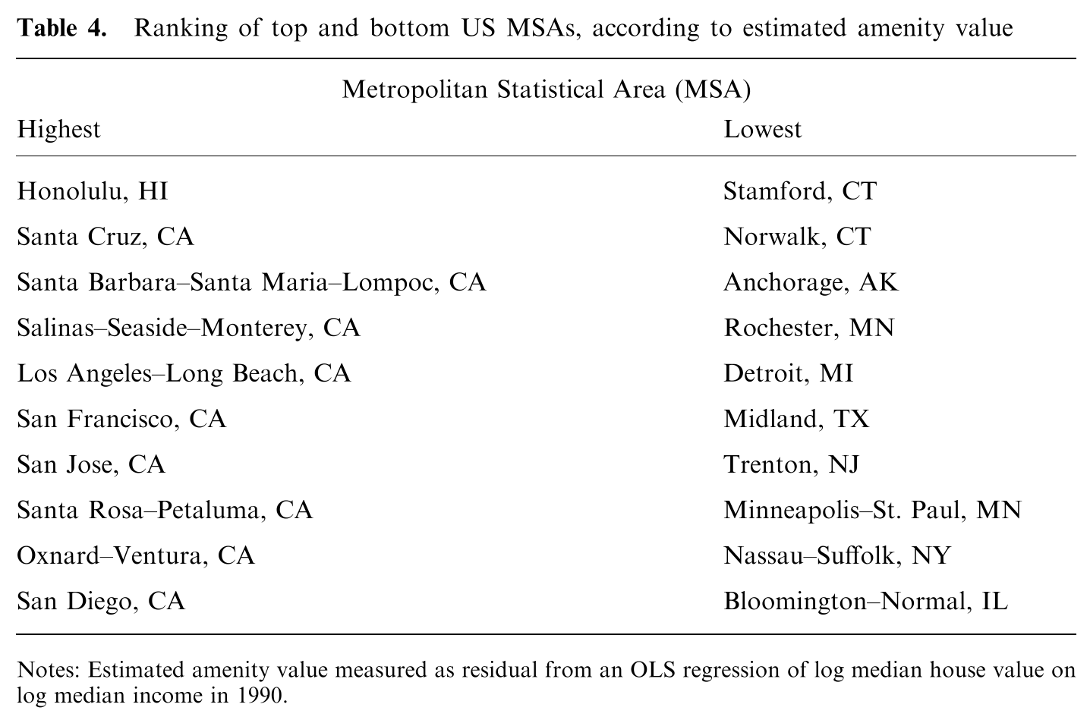 Table 4. Ranking of top and bottom US MSAs, according to estimated amenity value
Metropolitan Statistical Area (MSA)
Highest Lowest
Honolulu, HI Stamford, CT
Santa Cruz, CA Norwalk, CT
Santa Barbara–Santa Maria–Lompoc, CA Anchorage, AK
Salinas–Seaside–Monterey, CA Rochester, MN
Los Angeles–Long Beach, CA Detroit, MI
San Francisco, CA Midland, TX
San Jose, CA Trenton, NJ
Santa Rosa–Petaluma, CA Minneapolis–St. Paul, MN
Oxnard–Ventura, CA Nassau–Suffolk, NY
San Diego, CA Bloomington–Normal, IL
Notes: Estimated amenity value measured as residual from an OLS regression of log median house value on
log median income in 1990.